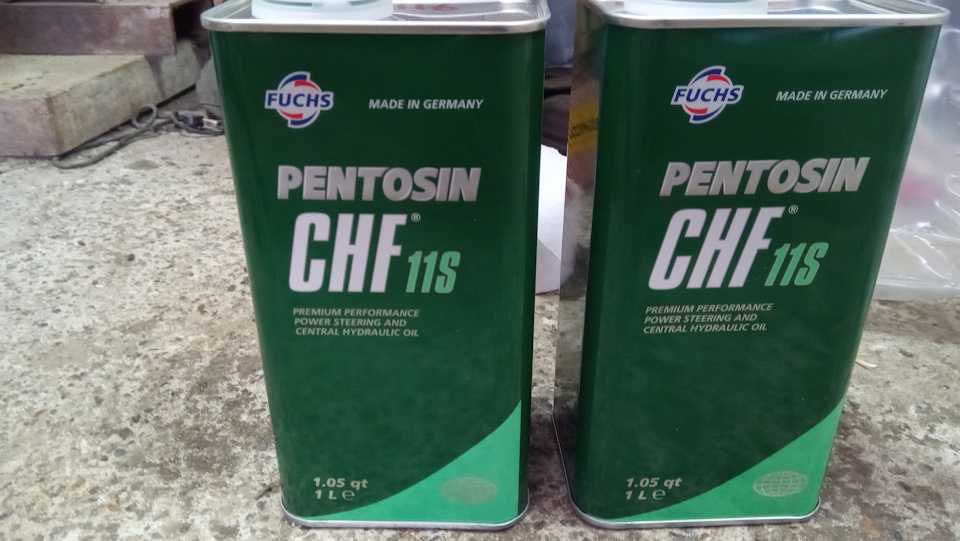 FUCHS
MADE IN GERMANY
PENTOSIN
CHF® 11S
PREMIUM PERFORMANCE
POWER STEERING AND
CENTRAL HYDRAULIC OIL
1.05 qt
1 L ℮
FUCHS
MADE IN GERMANY
PENTOSIN
CHF® 11S
PREMIUM PERFORMANCE
POWER STEERING AND
CENTRAL HYDRAULIC OIL
1.05 qt
1 L ℮